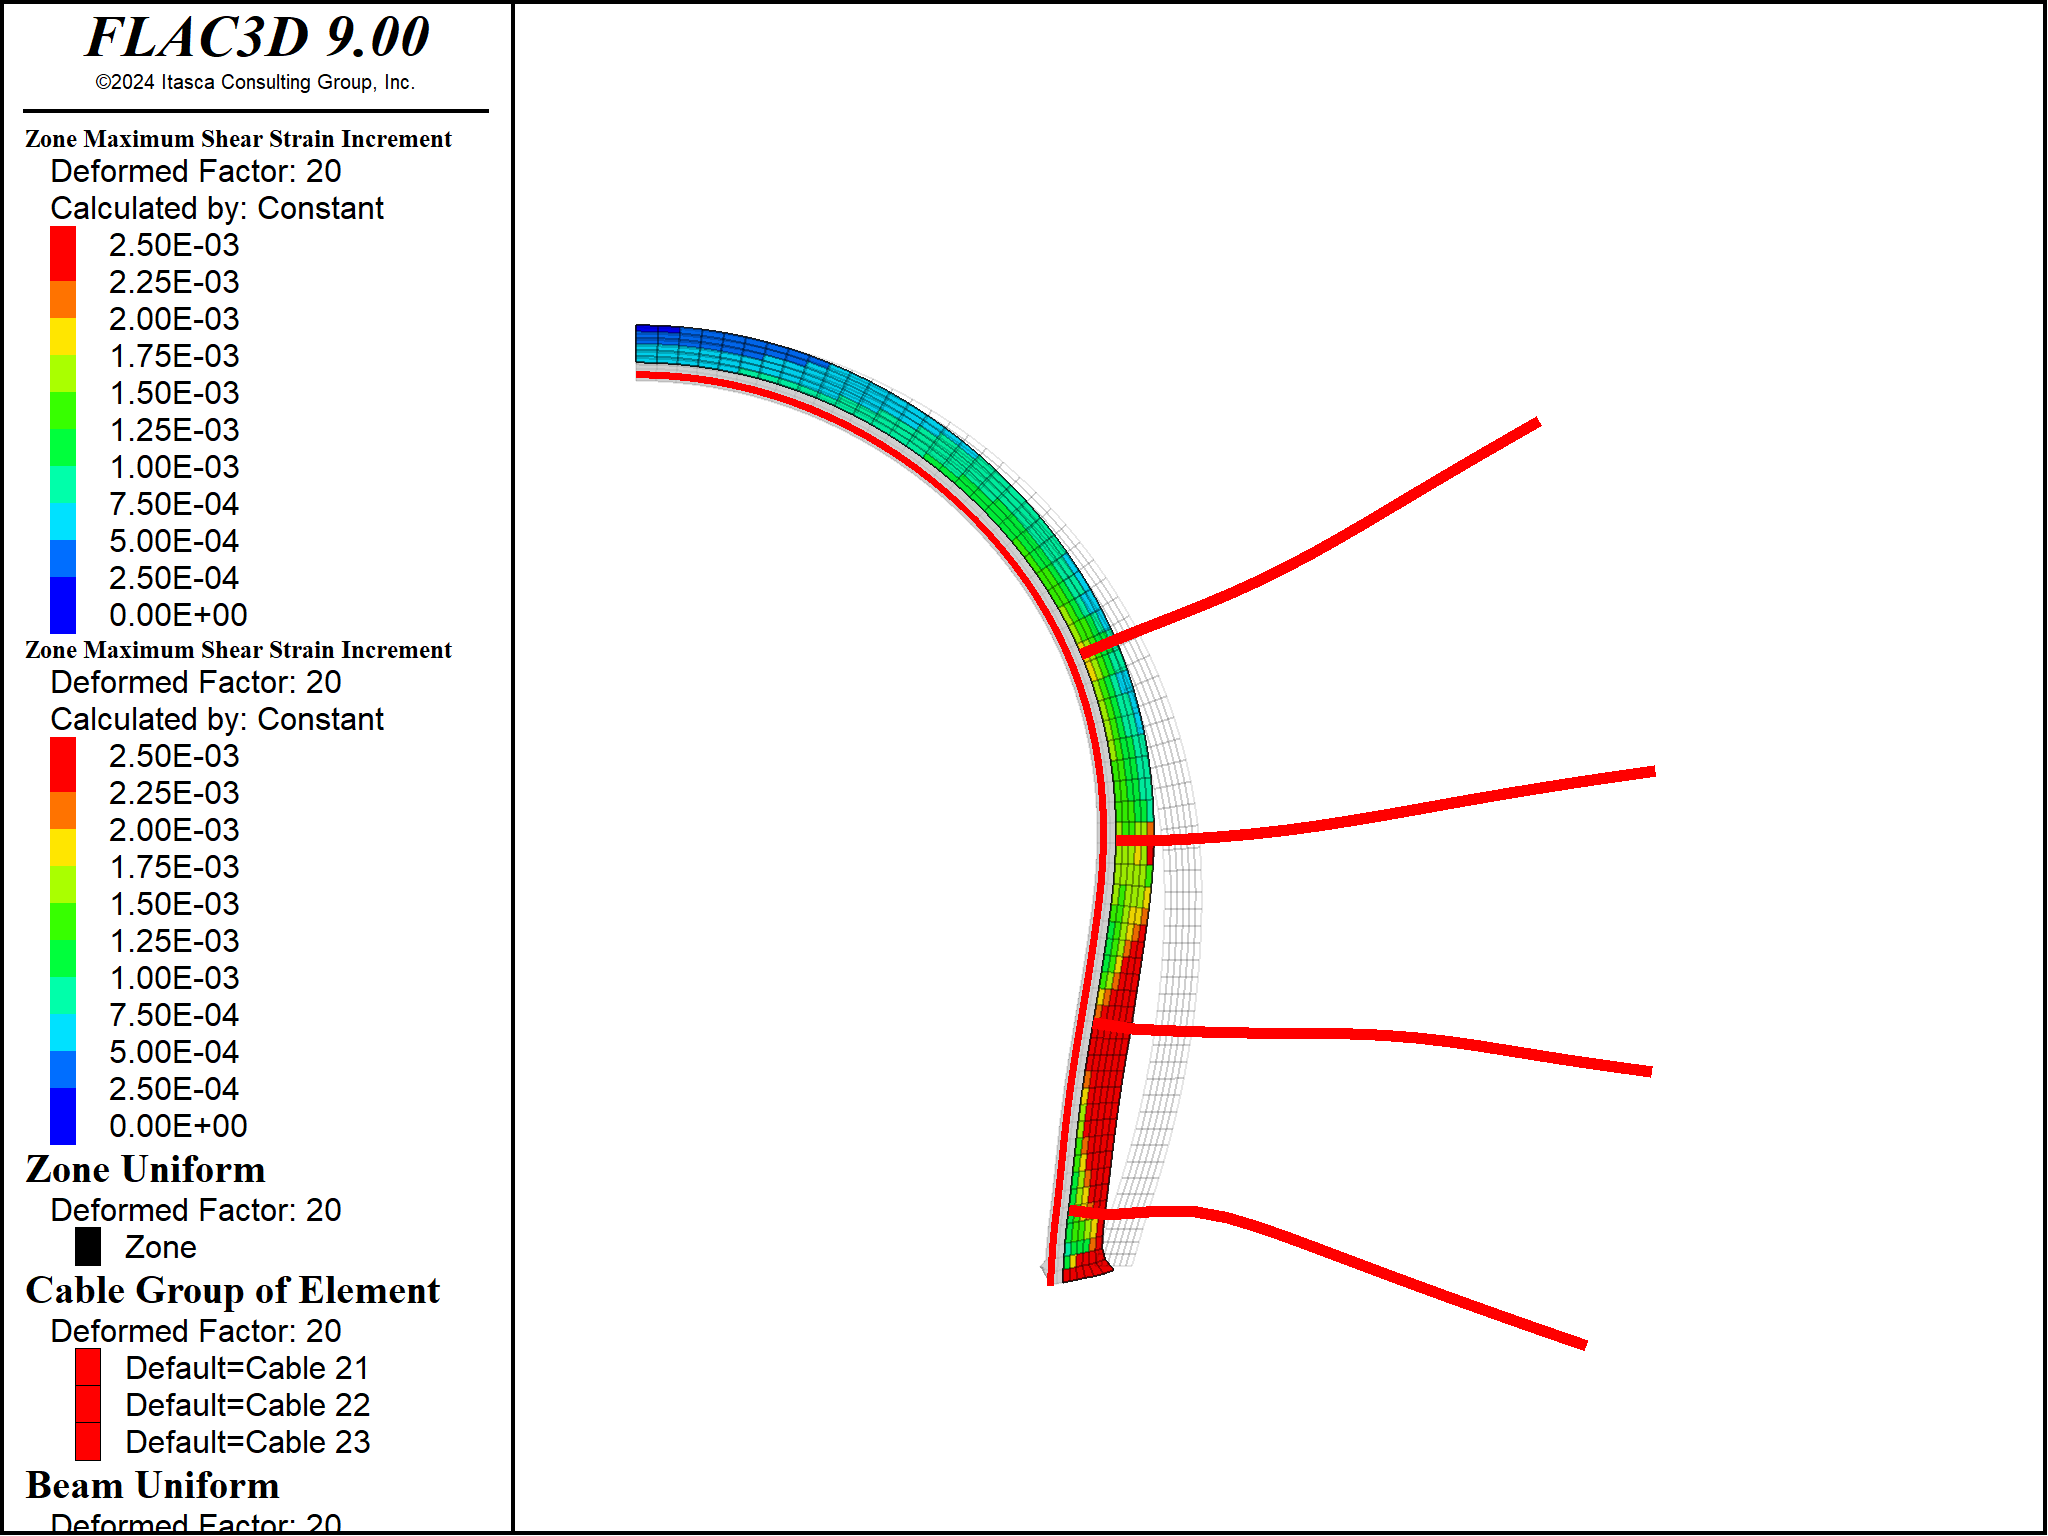 FLAC3D 9.00
©2024 Itasca Consulting Group, Inc.
Zone Maximum Shear Strain Increment
Deformed Factor: 20
Calculated by: Constant
2.50E-03
2.25E-03
2.00E-03
1.75E-03
1.50E-03
1.25E-03
1.00E-03
7.50E-04
5.00E-04
2.50E-04
0.00E+00
Zone Maximum Shear Strain Increment
Deformed Factor: 20
Calculated by: Constant
2.50E-03
2.25E-03
2.00E-03
1.75E-03
1.50E-03
1.25E-03
1.00E-03
7.50E-04
5.00E-04
2.50E-04
0.00E+00
Zone Uniform
Deformed Factor: 20
Zone
Cable Group of Element
Deformed Factor: 20
Default=Cable 21
Default=Cable 22
Default=Cable 23
Beam Uniform
Deformed Factor: 20